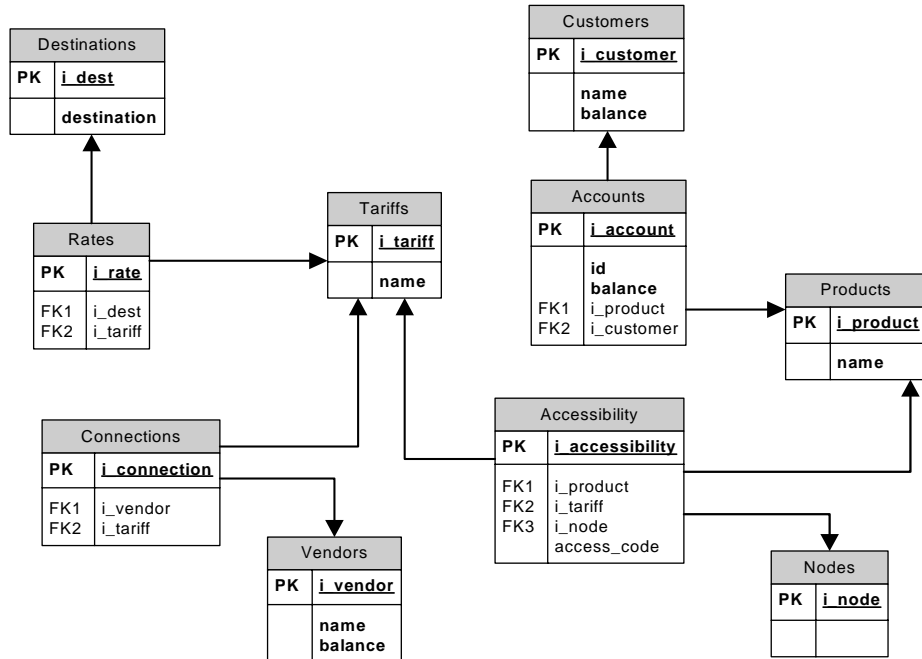 Destinations
PK i_dest
destination
Customers
PK i_customer
name
balance
Rates
PK i_rate
FK1 i_dest
FK2 i_tariff
Tariffs
PK i_tariff
name
Accounts
PK i_account
id
balance
FK1 i_product
FK2 i_customer
Products
PK i_product
name
Connections
PK i_connection
FK1 i_vendor
FK2 i_tariff
Accessibility
PK i_accessibility
FK1 i_product
FK2 i_tariff
FK3 i_node
access_code
Vendors
PK i_vendor
name
balance
Nodes
PK i_node